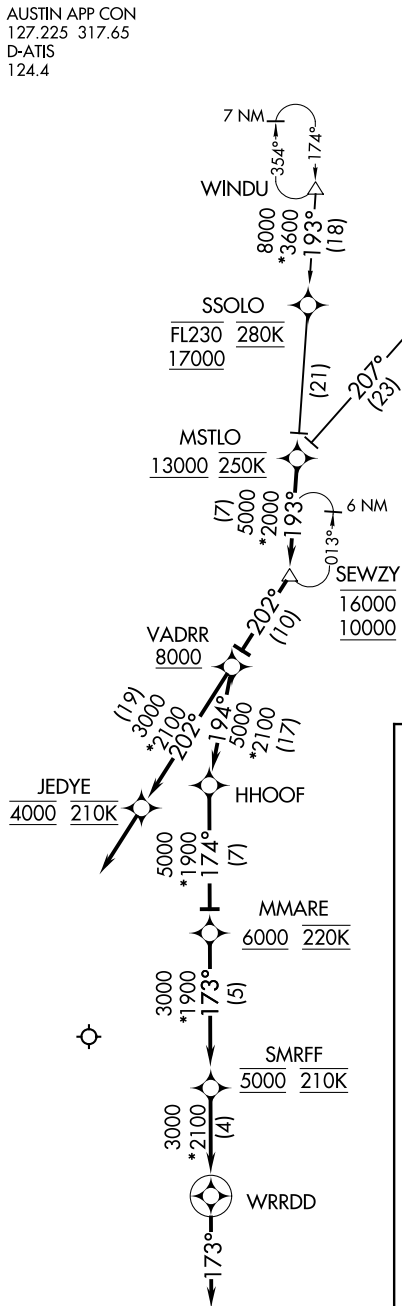 AUSTIN APP CON
127.225 317.65
D-ATIS
124.4
7 NM
354°
174°
WINDU
8000
*3600
193°
(18)
SSOLO
FL230 280K
17000
(21)
207°
(23)
MSTLO
13000 250K
(7)
5000
*2000
193°
6 NM
013°
SEWZY
16000
10000
202°
(10)
VADRR
8000
(19)
3000
*2100
202°
194°
5000
*2100
(17)
JEDYE
4000 210K
HHOOF
5000
*1900
174°
(7)
MMARE
6000 220K
3000
*1900
173°
(5)
SMRFF
5000 210K
3000
*2100
(4)
WRRDD
173°